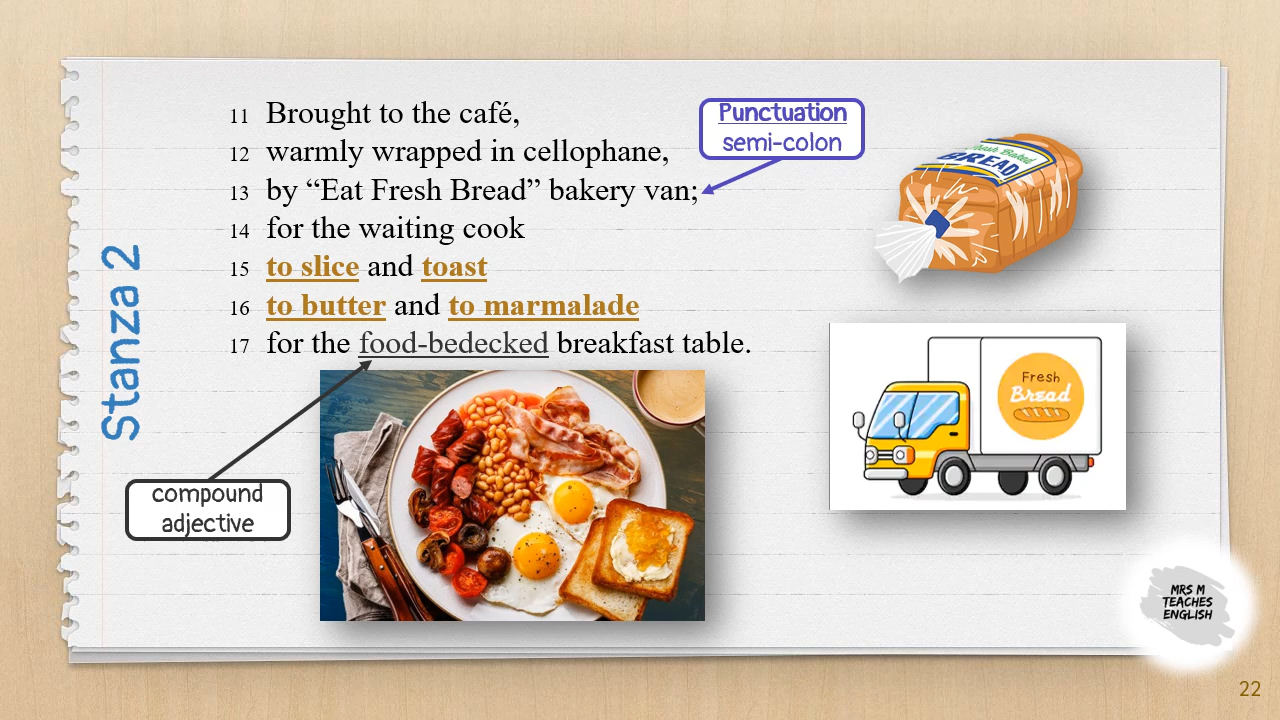 Stanza 2
11 Brought to the café,
12 warmly wrapped in cellophane,
13 by “Eat Fresh Bread” bakery van;
14 for the waiting cook
15 to slice and toast
16 to butter and to marmalade
17 for the food-bedecked breakfast table.
Punctuation
semi-colon
compound
adjective
Fresh Baked
BREAD
Fresh
Bread
MRS M
TEACHES
ENGLISH
22